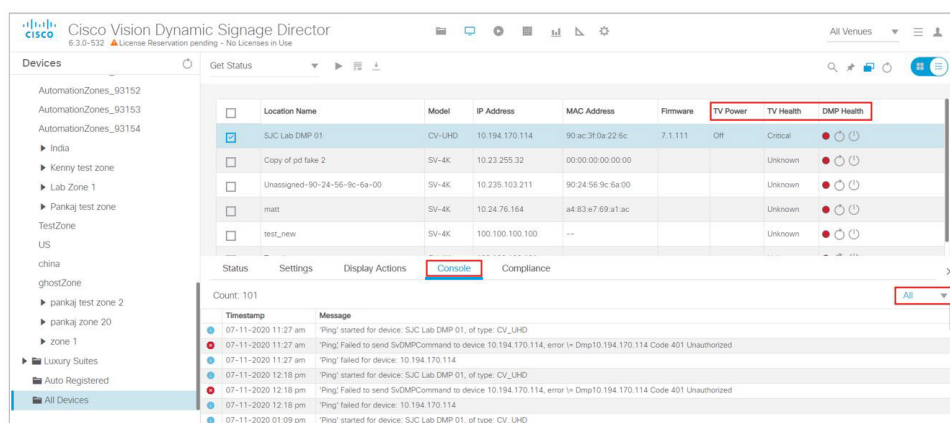 CISCO Cisco Vision Dynamic Signage Director
6.3.0-532 License Reservation pending - No Licenses in Use
All Venues
Devices
Get Status
AutomationZones_93152
AutomationZones_93153
AutomationZones_93154
India
Kenny test zone
Lab Zone 1
Pankaj test zone
TestZone
US
china
ghostZone
pankaj test zone 2
pankaj zone 20
zone 1
Luxury Suites
Auto Registered
All Devices
Location Name Model IP Address MAC Address Firmware TV Power TV Health DMP Health
SJC Lab DMP 01 CV-UHD 10.194.170.114 90:ac:3f:0a:22:6c 7.1.111 Off Critical
Copy of pd fake 2 SV-4K 10.23.255.32 00:00:00:00:00:00 Unknown
Unassigned-90-24-56-9c-6a-00 SV-4K 10.235.103.211 90:24:56:9c:6a:00 Unknown
matt SV-4K 10.24.76.164 a4:83:e7:69:a1:ac Unknown
test_new SV-4K 100.100.100.100 -- Unknown
Status Settings Display Actions Console Compliance
Count: 101
All
Timestamp Message
07-11-2020 11:27 am 'Ping' started for device: SJC Lab DMP 01, of type: CV_UHD
07-11-2020 11:27 am 'Ping', Failed to send SvDMPCommand to device 10.194.170.114, error \= Dmp10.194.170.114 Code 401 Unauthorized
07-11-2020 11:27 am 'Ping' failed for device: 10.194.170.114
07-11-2020 12:18 pm 'Ping' started for device: SJC Lab DMP 01, of type: CV_UHD
07-11-2020 12:18 pm 'Ping', Failed to send SvDMPCommand to device 10.194.170.114, error \= Dmp10.194.170.114 Code 401 Unauthorized
07-11-2020 12:18 pm 'Ping' failed for device: 10.194.170.114
07-11-2020 01:09 pm 'Ping' started for device: SJC Lab DMP 01, of type: CV_UHD